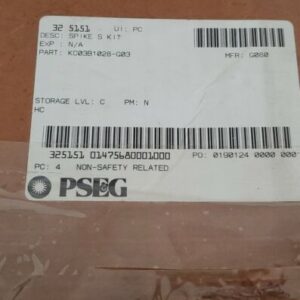 32 5151 - UI: PC
DESC: SPIKE S KIT
EXP : N/A
PART: KC03B1028-G03
MFR: G080
STORAGE LVL: C PM: N
HC
325151 01475680001000
PO: 0190124 0000 000
PC: 4 NON-SAFETY RELATED
PSEG